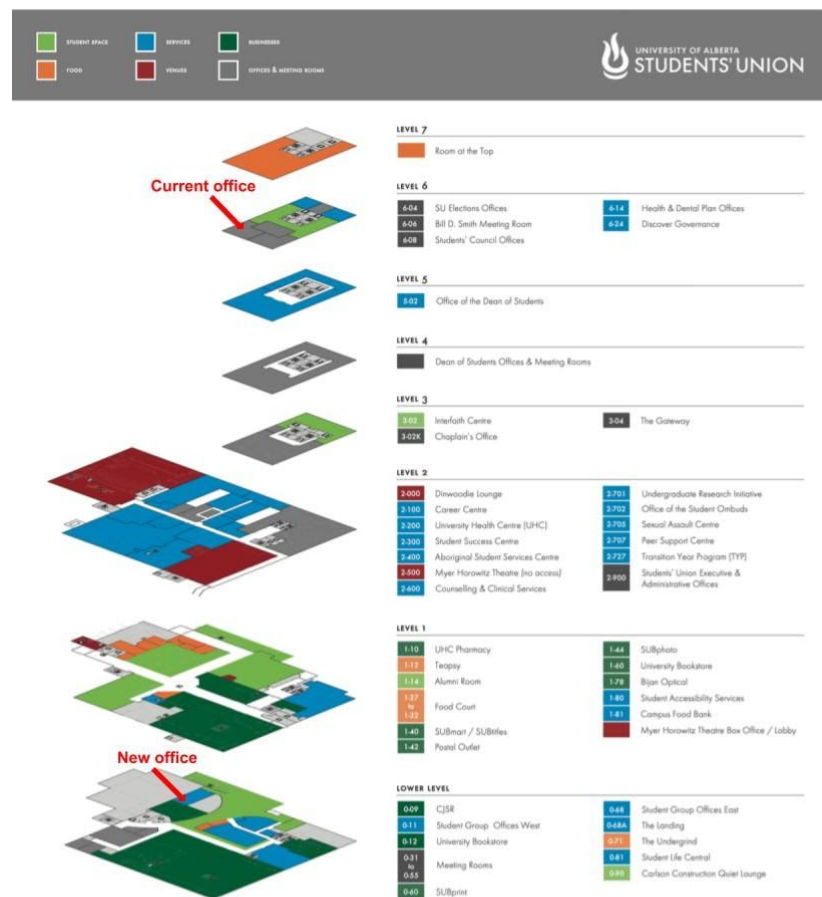 STUDENT SPACE
SERVICES
BUSINESSES
FOOD
VENUES
OFFICES & MEETING ROOMS
UNIVERSITY OF ALBERTA
STUDENTS' UNION
LEVEL 7
Room at the Top
Current office
LEVEL 6
6-04 SU Elections Offices
6-06 Bill D. Smith Meeting Room
6-08 Students' Council Offices
6-14 Health & Dental Plan Offices
6-24 Discover Governance
LEVEL 5
5-02 Office of the Dean of Students
LEVEL 4
Dean of Students Offices & Meeting Rooms
LEVEL 3
3-02 Interfaith Centre
3-02K Chaplain's Office
3-04 The Gateway
LEVEL 2
2-000 Dinwoodie Lounge
2-100 Career Centre
2-200 University Health Centre (UHC)
2-300 Student Success Centre
2-400 Aboriginal Student Services Centre
2-500 Myer Horowitz Theatre (no access)
2-600 Counselling & Clinical Services
2-701 Undergraduate Research Initiative
2-702 Office of the Student Ombuds
2-705 Sexual Assault Centre
2-707 Peer Support Centre
2-727 Transition Year Program (TYP)
2-900 Students' Union Executive &
Administrative Offices
LEVEL 1
1-10 UHC Pharmacy
1-12 Teapsy
1-14 Alumni Room
1-27
to
1-32
Food Court
1-40 SUBmart / SUBtitles
1-42 Postal Outlet
1-44 SUBphoto
1-60 University Bookstore
1-78 Bijan Optical
1-80 Student Accessibility Services
1-81 Campus Food Bank
Myer Horowitz Theatre Box Office / Lobby
New office
LOWER LEVEL
0-09 CJSR
0-11 Student Group Offices West
0-12 University Bookstore
0-31
to
0-55
Meeting Rooms
0-60 SUBprint
0-68 Student Group Offices East
0-68A The Landing
0-71 The Undergrind
0-81 Student Life Central
0-90 Carlson Construction Quiet Lounge